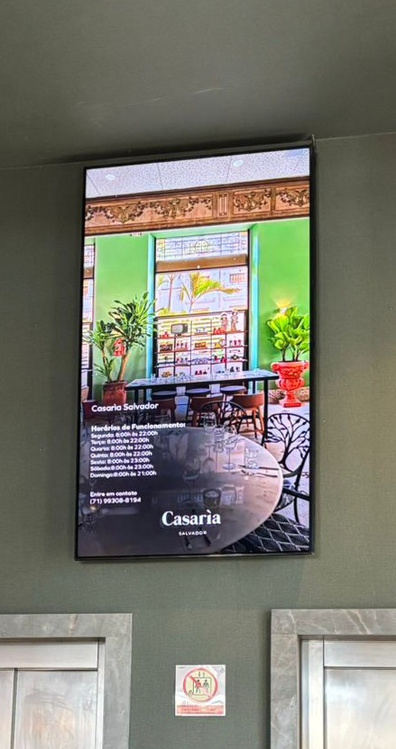 Casarìa Salvador
Horários de Funcionamento:
Segunda: 8:00h às 22:00h
Terça: 8:00h às 22:00h
Quarta: 8:00h às 22:00h
Quinta: 8:00h às 22:00h
Sexta: 8:00h às 23:00h
Sábado:8:00h às 23:00h
Domingo:8:00h às 21:00h
Entre em contato
(71) 99308-8194
Casarìa
SALVADOR